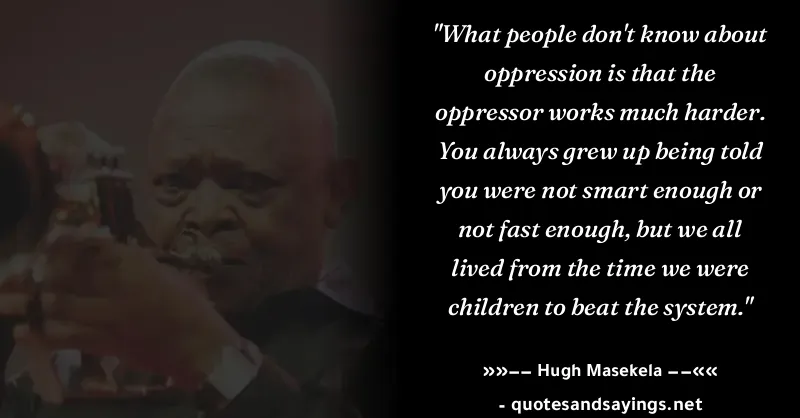 "What people don't know about
oppression is that the
oppressor works much harder.
You always grew up being told
you were not smart enough or
not fast enough, but we all
lived from the time we were
children to beat the system."
»»–– Hugh Masekela ––««
- quotesandsayings.net